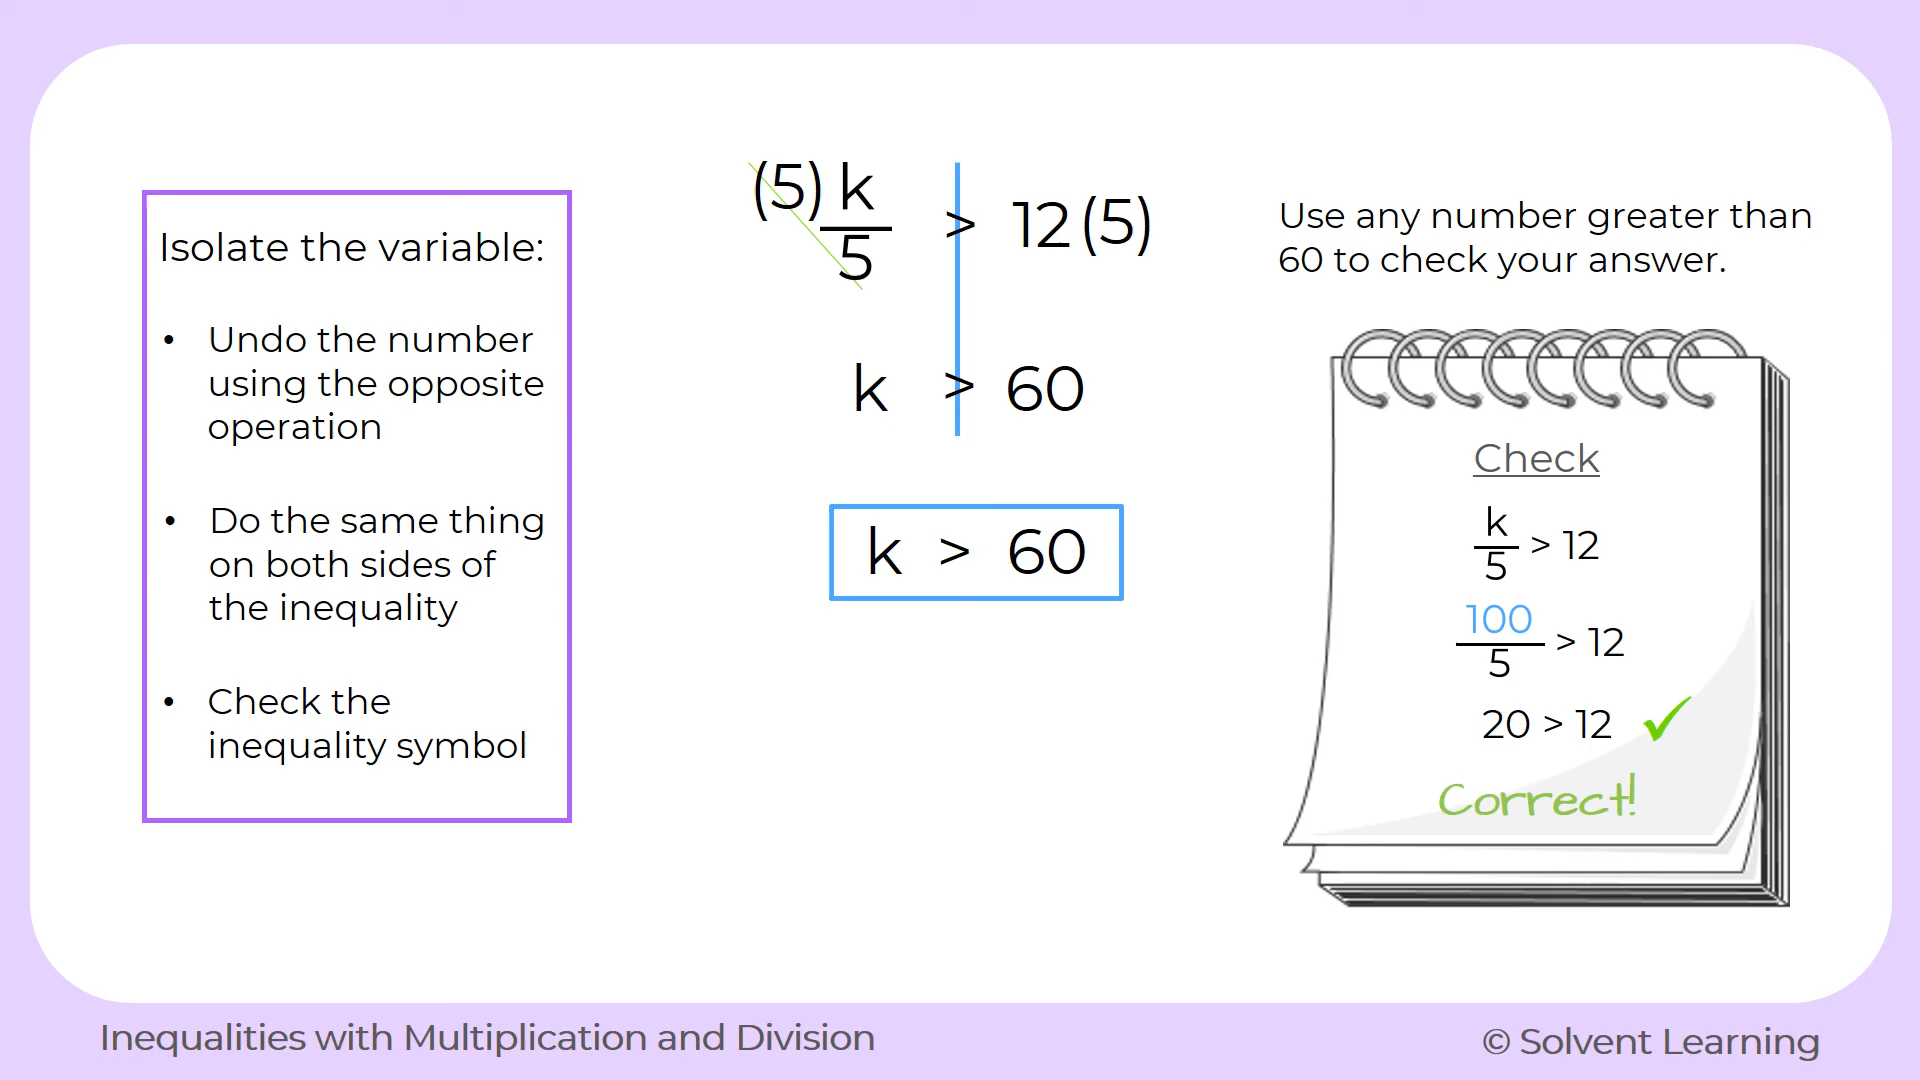 Isolate the variable:
• Undo the number
using the opposite
operation
• Do the same thing
on both sides of
the inequality
• Check the
inequality symbol
(5) k
5
> 12 (5)
k > 60
k > 60
Use any number greater than
60 to check your answer.
Check
k
5
> 12
100
5
> 12
20 > 12 ✓
Correct!
Inequalities with Multiplication and Division
© Solvent Learning